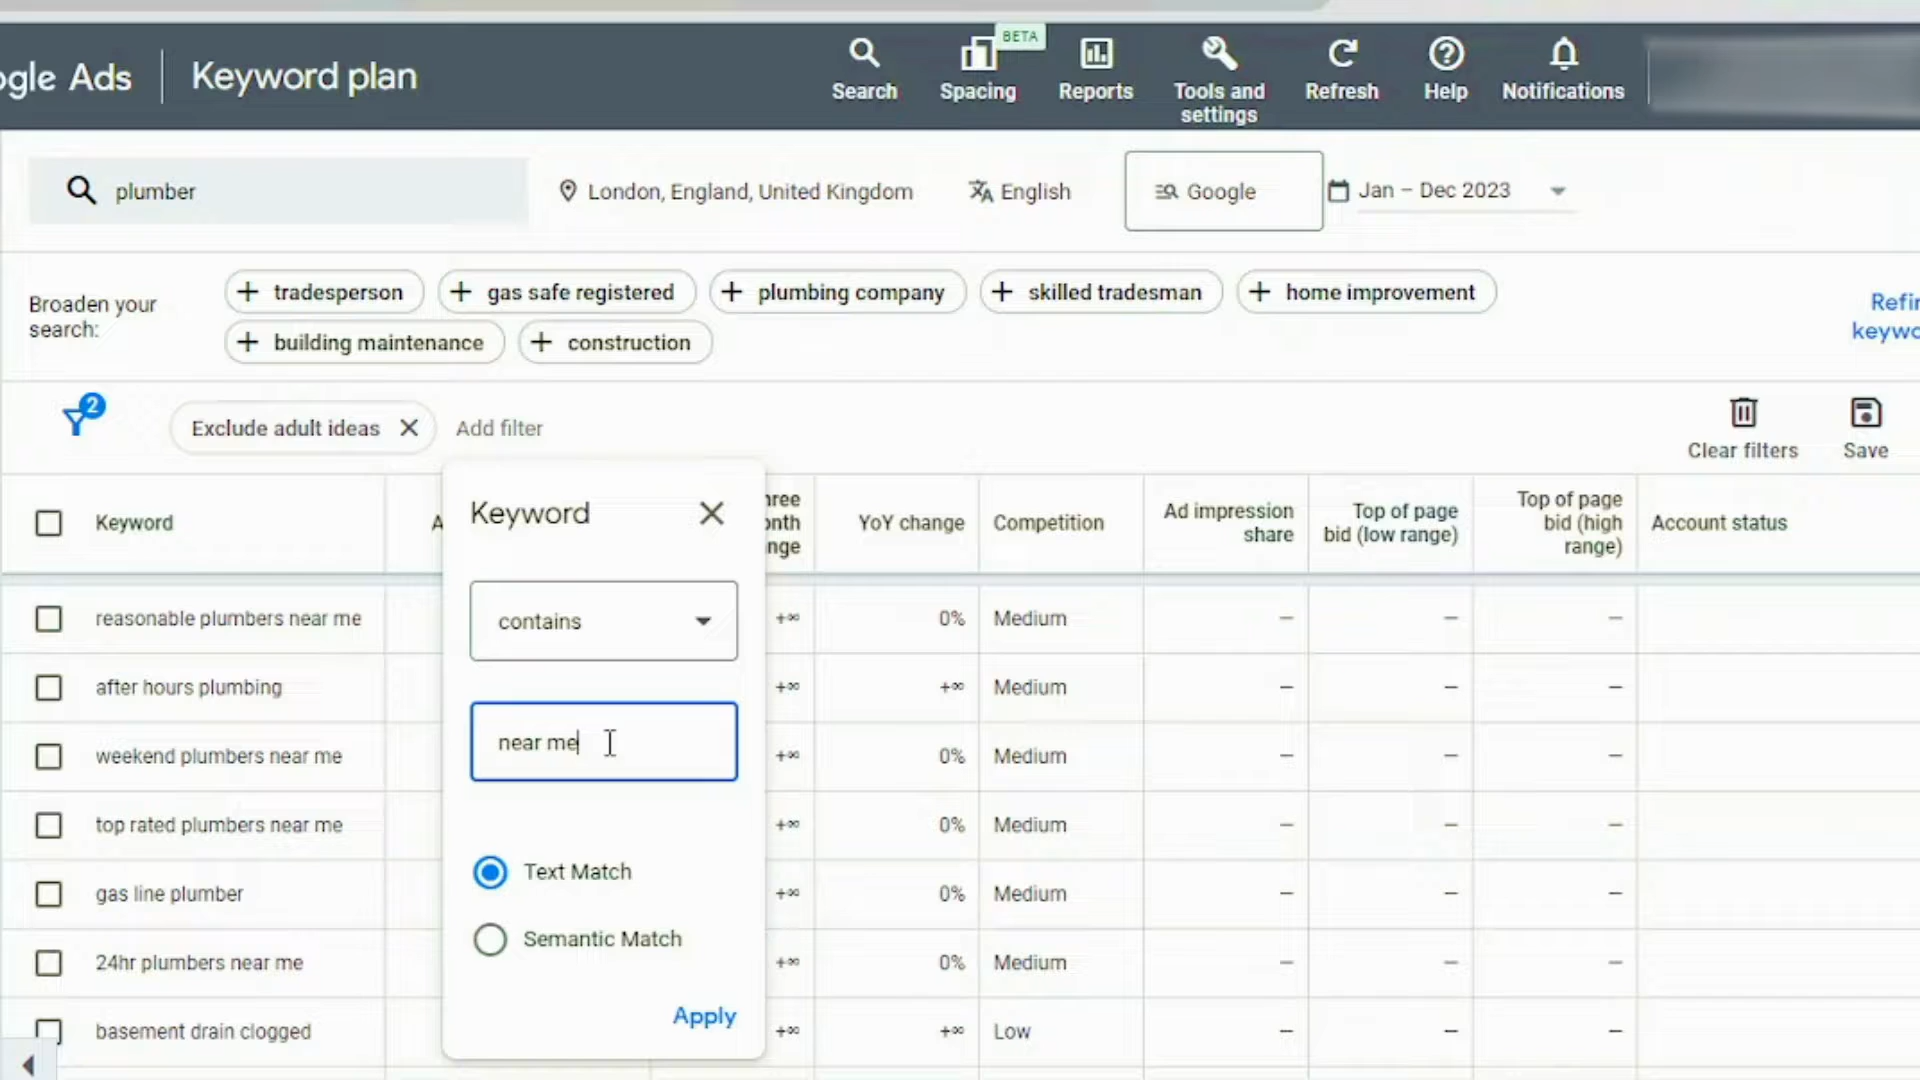 ogle Ads
Keyword plan
Search
BETA
Spacing
Reports
Tools and
settings
Refresh
Help
Notifications
plumber
London, England, United Kingdom
English
Google
Jan – Dec 2023
Broaden your
search:
+ tradesperson
+ gas safe registered
+ plumbing company
+ skilled tradesman
+ home improvement
+ building maintenance
+ construction
Refin
keywo
2
Exclude adult ideas
Add filter
Clear filters
Save
Keyword
A
hree
onth
nge
YoY change
Competition
Ad impression
share
Top of page
bid (low range)
Top of page
bid (high
range)
Account status
Keyword
contains
near me
Text Match
Semantic Match
Apply
reasonable plumbers near me +∞ 0% Medium – – –
after hours plumbing +∞ +∞ Medium – – –
weekend plumbers near me +∞ 0% Medium – – –
top rated plumbers near me +∞ 0% Medium – – –
gas line plumber +∞ 0% Medium – – –
24hr plumbers near me +∞ 0% Medium – – –
basement drain clogged +∞ +∞ Low – – –